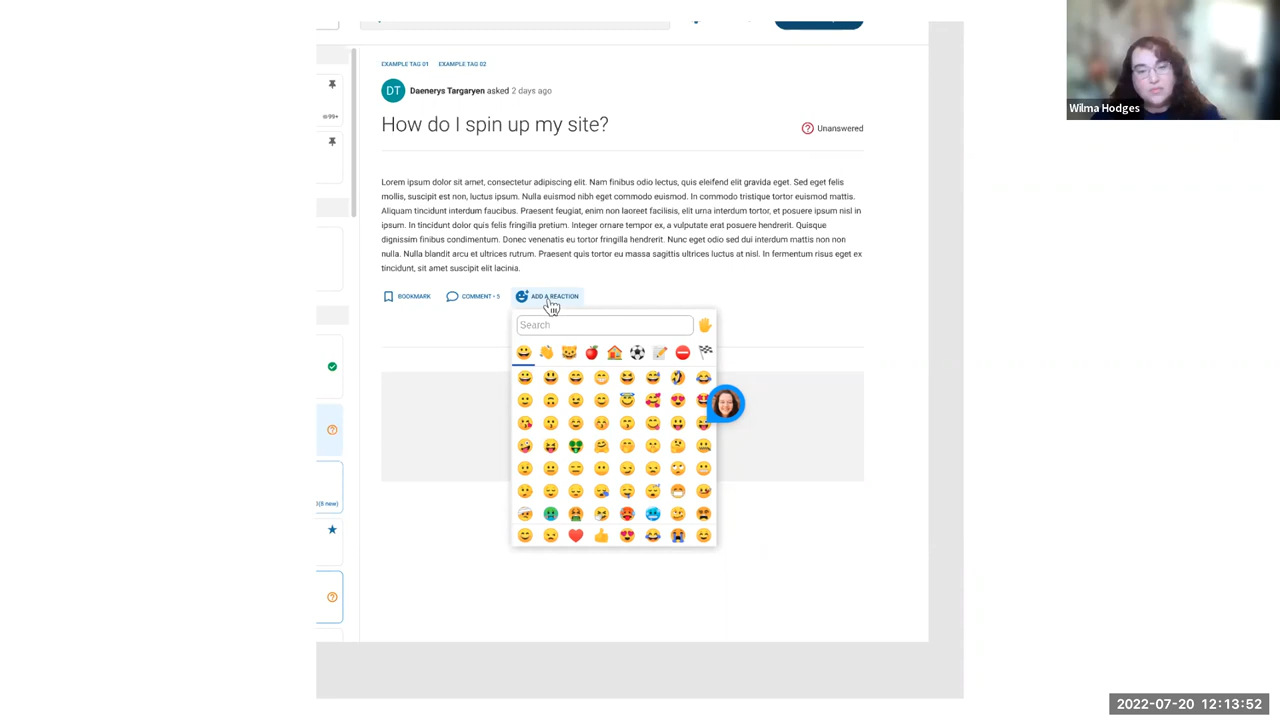 EXAMPLE TAG 01 EXAMPLE TAG 02
DT Daenerys Targaryen asked 2 days ago
How do I spin up my site?
Unanswered
Lorem ipsum dolor sit amet, consectetur adipiscing elit. Nam finibus odio lectus, quis eleifend elit gravida eget. Sed eget felis
mollis, suscipit est non, luctus ipsum. Nulla euismod nibh eget commodo euismod. In commodo tristique tortor euismod mattis.
Aliquam tincidunt interdum faucibus. Praesent feugiat, enim non laoreet facilisis, elit urna interdum tortor, et posuere ipsum nisl in
ipsum. In tincidunt dolor quis felis fringilla pretium. Integer ornare tempor ex, a vulputate erat posuere hendrerit. Quisque
dignissim finibus condimentum. Donec venenatis eu tortor fringilla hendrerit. Nunc eget odio sed dui interdum mattis non non
nulla. Nulla blandit arcu et ultrices rutrum. Praesent quis tortor eu massa sagittis ultrices luctus at nisl. In fermentum risus eget ex
tincidunt, sit amet suscipit elit lacinia.
BOOKMARK COMMENT • 5 ADD A REACTION
Search
99+
(8 new)
Wilma Hodges
2022-07-20 12:13:52